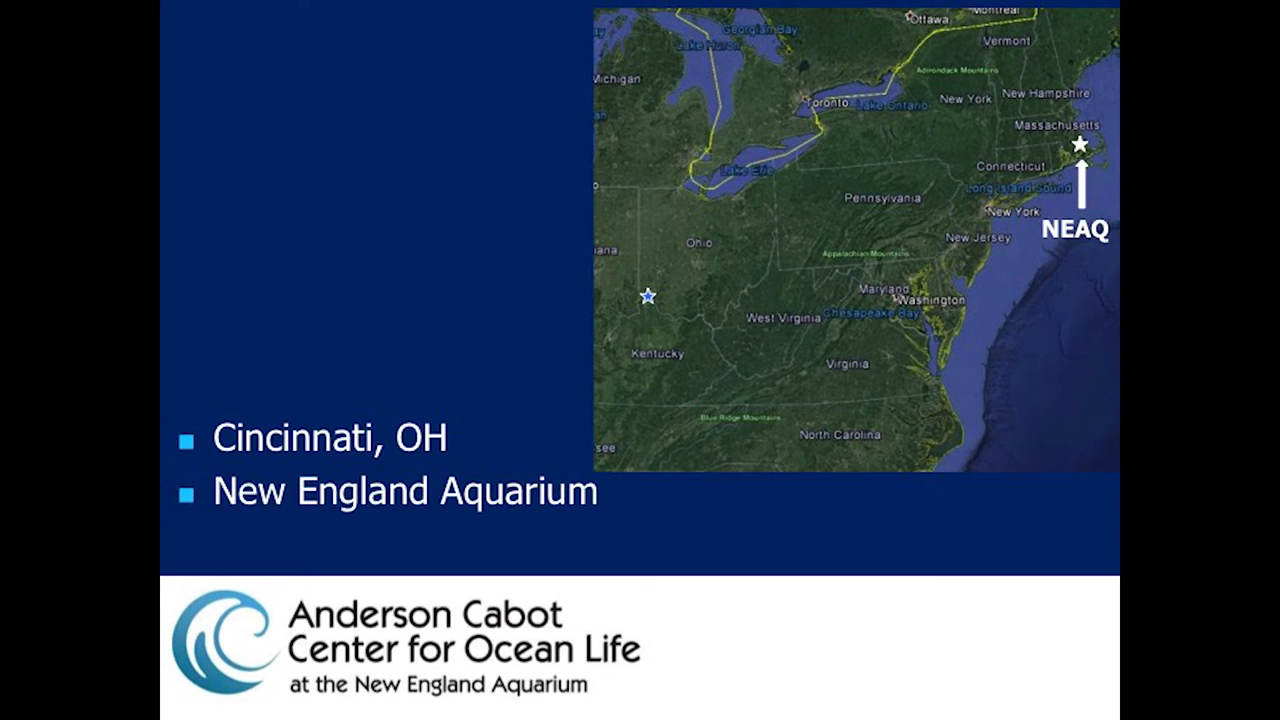 Montreal
Ottawa
Georgian Bay
Lake Huron
Vermont
Michigan
Adirondack Mountains
New Hampshire
Toronto
Lake Ontario
New York
an
Massachusetts
Connecticut
Lake Erie
Long Island Sound
o
Pennsylvania
New York
NEAQ
New Jersey
Ohio
ana
Appalachian Mountains
Maryland
Washington
West Virginia
Chesapeake Bay
Kentucky
Virginia
Blue Ridge Mountains
North Carolina
see
Cincinnati, OH
New England Aquarium
Anderson Cabot
Center for Ocean Life
at the New England Aquarium